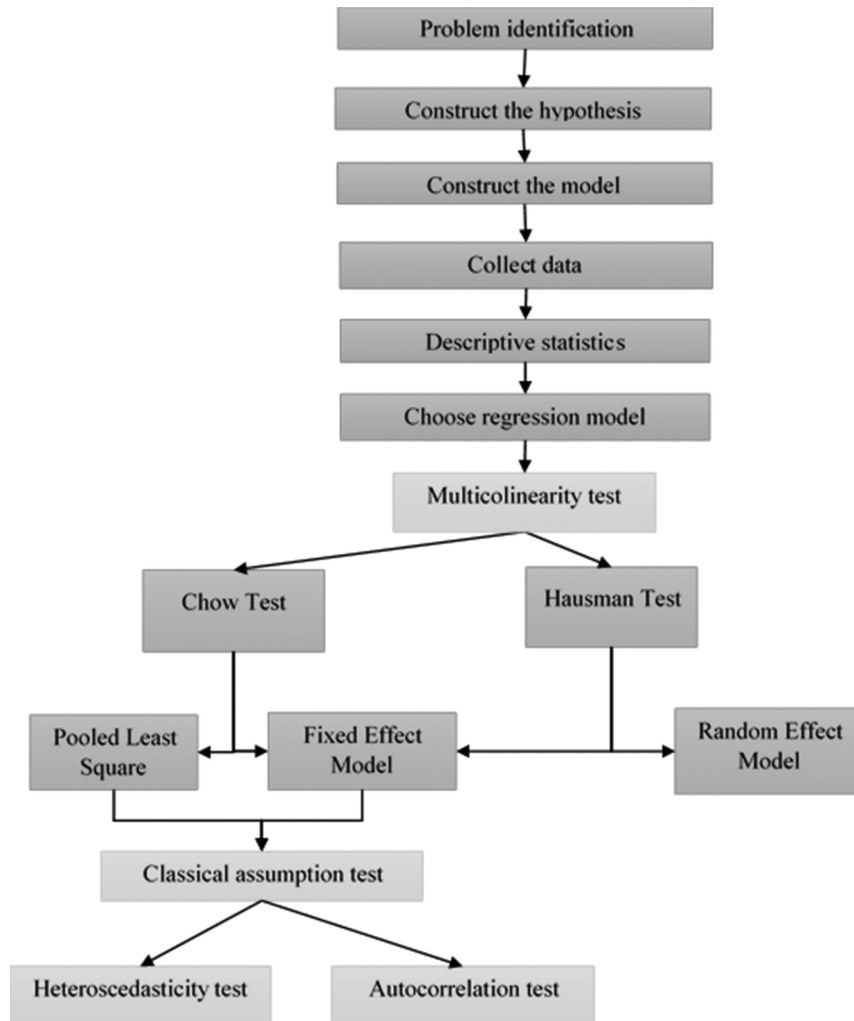 Problem identification
Construct the hypothesis
Construct the model
Collect data
Descriptive statistics
Choose regression model
Multicolinearity test
Chow Test
Hausman Test
Pooled Least
Square
Fixed Effect
Model
Random Effect
Model
Classical assumption test
Heteroscedasticity test
Autocorrelation test